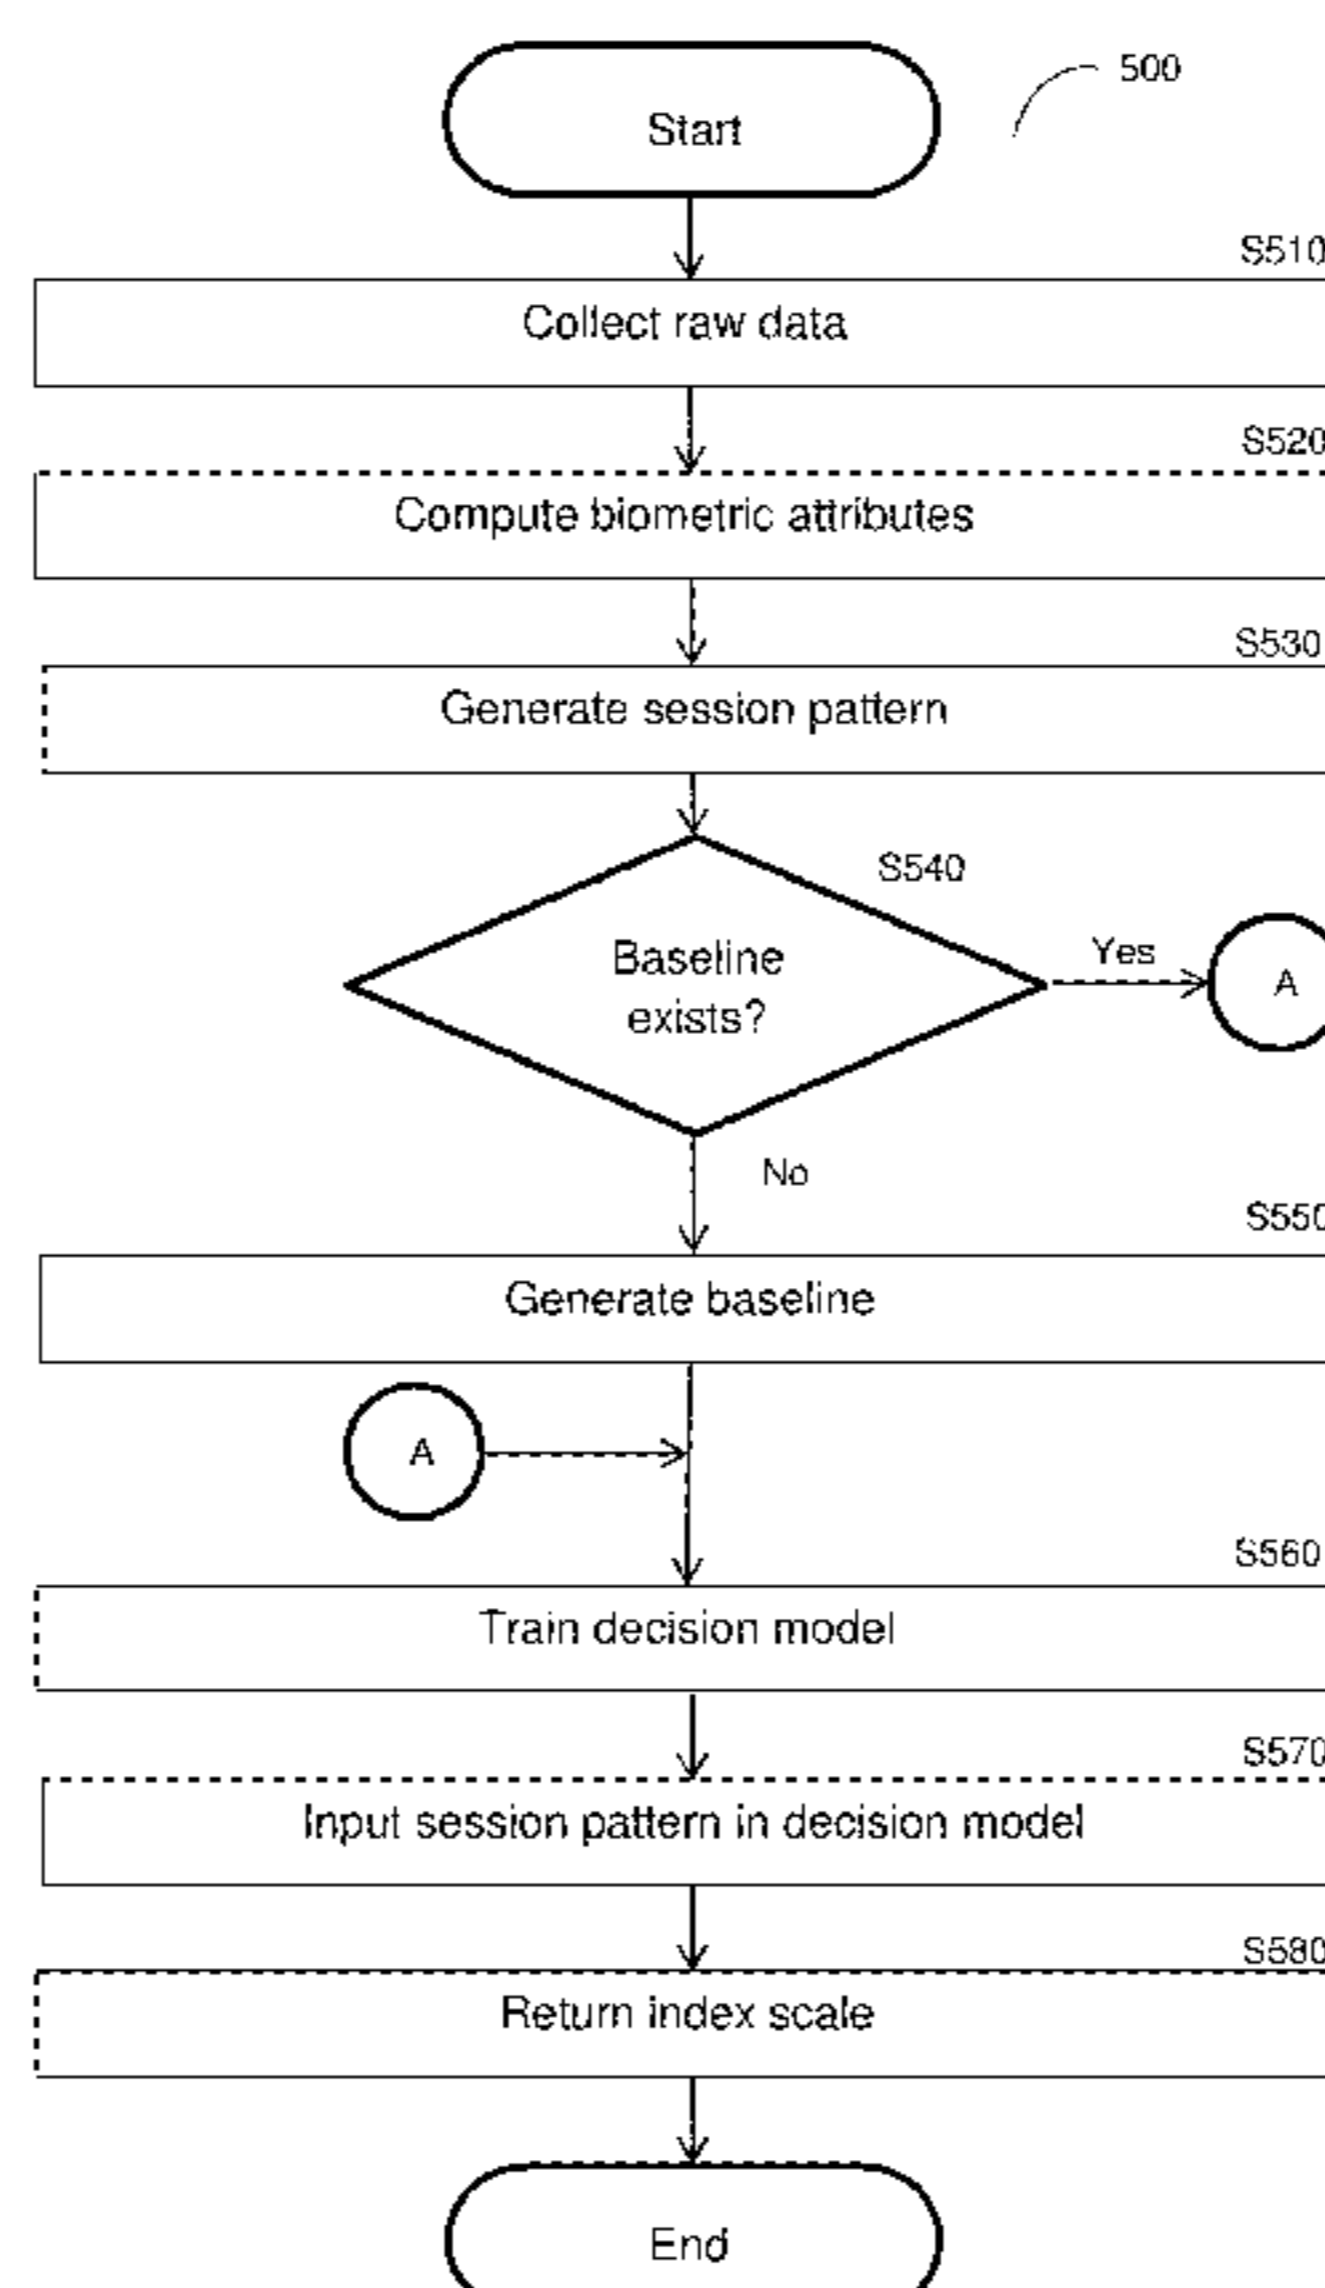 Start
500
S510
Collect raw data
S520
Compute biometric attributes
S530
Generate session pattern
S540
Baseline
exists?
Yes
A
No
S550
Generate baseline
A
S560
Train decision model
S570
Input session pattern in decision model
S580
Return index scale
End